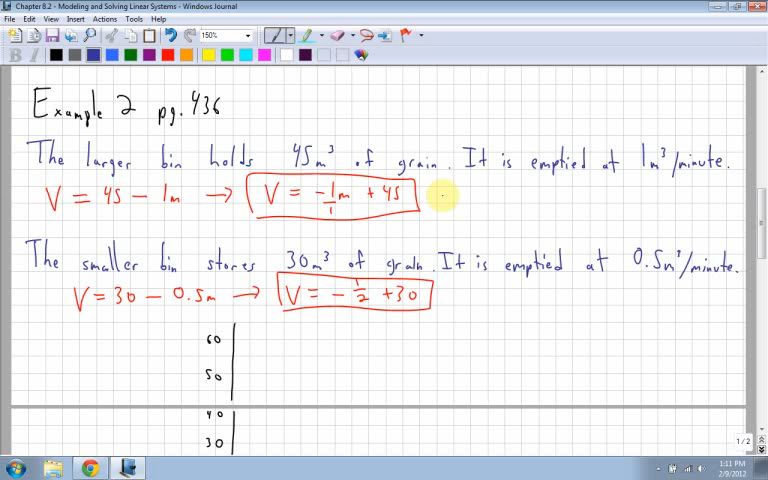 Chapter 8.2 - Modeling and Solving Linear Systems - Windows Journal
File Edit View Insert Actions Tools Help
150%
B I
Example 2 pg. 436
The larger bin holds 45m³ of grain. It is emptied at 1m³/minute.
V = 45 - 1m → V = -1/1m + 45
The smaller bin stores 30m³ of grain. It is emptied at 0.5m³/minute.
V = 30 - 0.5m → V = - 1/2 + 30
60
50
40
30
1 / 2
1:11 PM
2/9/2012